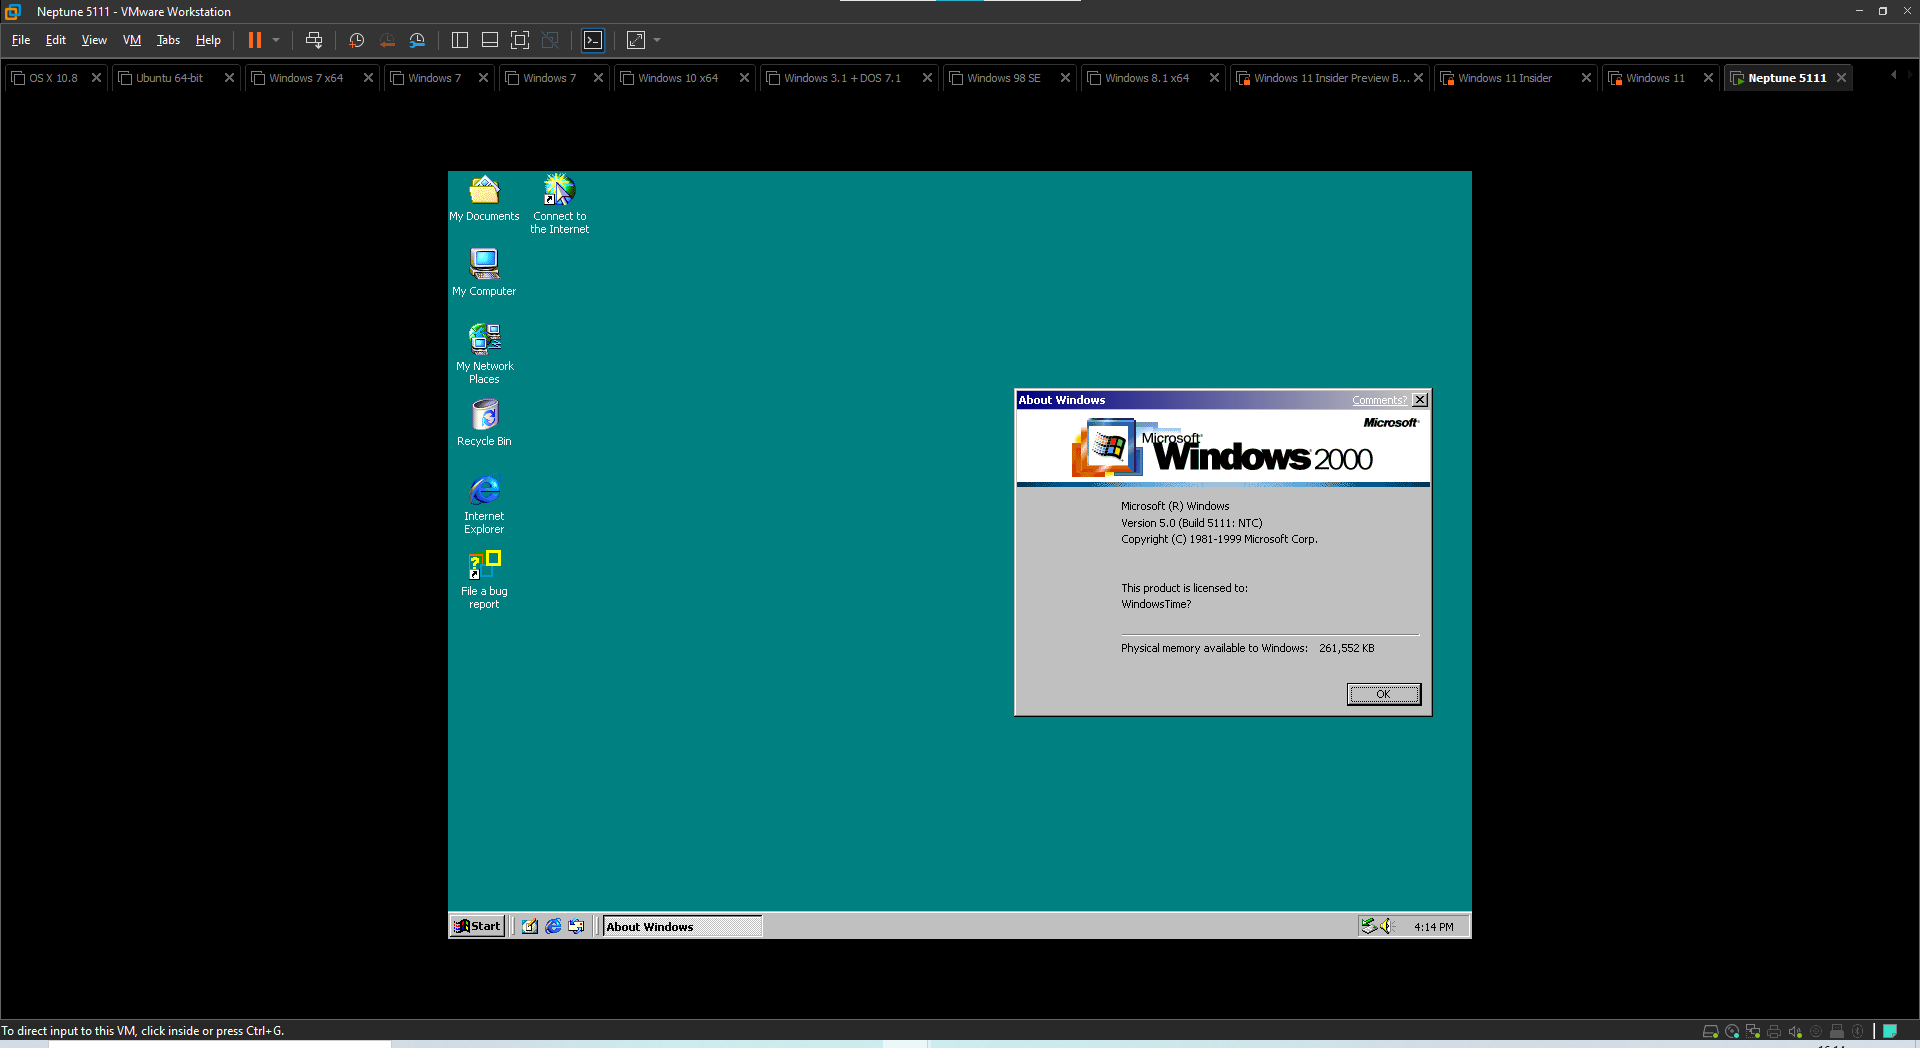 Neptune 5111 - VMware Workstation
File Edit View VM Tabs Help
OS X 10.8 Ubuntu 64-bit Windows 7 x64 Windows 7 Windows 7 Windows 10 x64 Windows 3.1 + DOS 7.1 Windows 98 SE Windows 8.1 x64 Windows 11 Insider Preview B... Windows 11 Insider Windows 11 Neptune 5111
My Documents
Connect to
the Internet
My Computer
My Network
Places
Recycle Bin
Internet
Explorer
File a bug
report
About Windows Comments?
Microsoft
Microsoft
Windows 2000
Microsoft (R) Windows
Version 5.0 (Build 5111: NTC)
Copyright (C) 1981-1999 Microsoft Corp.
This product is licensed to:
WindowsTime?
Physical memory available to Windows: 261,552 KB
OK
Start About Windows 4:14 PM
To direct input to this VM, click inside or press Ctrl+G.